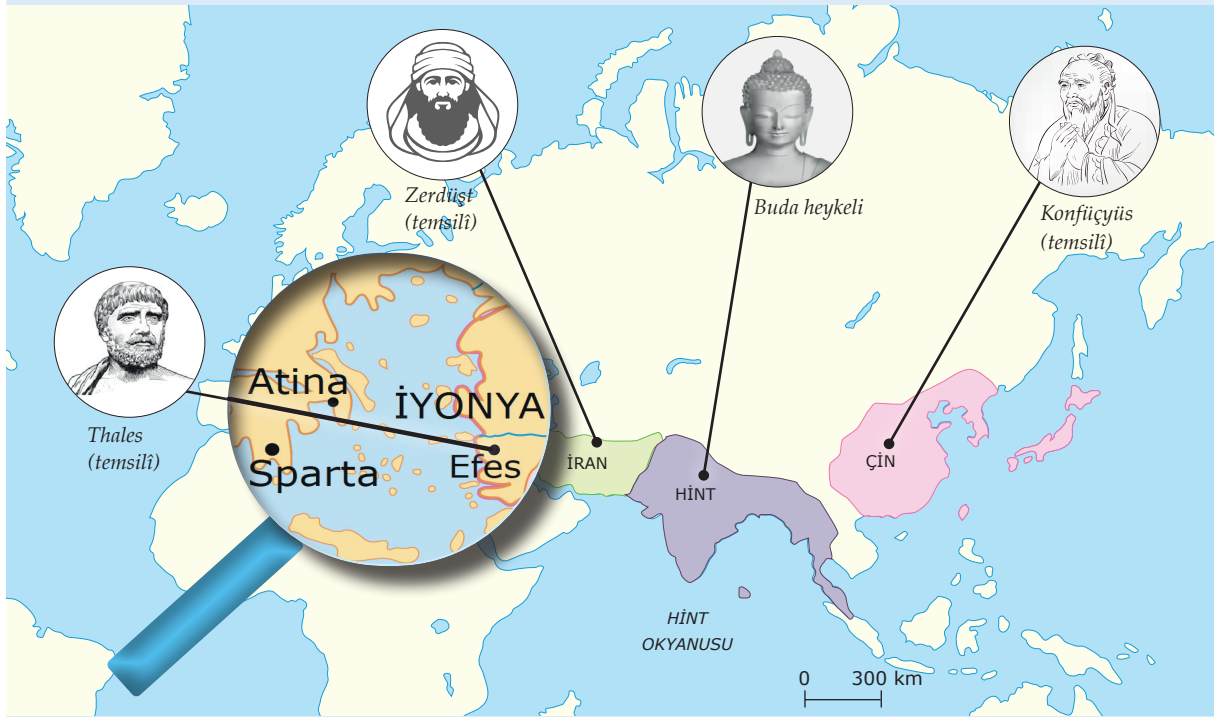 Zerdüşt
(temsilî)
Buda heykeli
Konfüçyüs
(temsilî)
Thales
(temsilî)
Atina
İYONYA
Sparta
Efes
İRAN
HİNT
ÇİN
HİNT
OKYANUSU
0 300 km